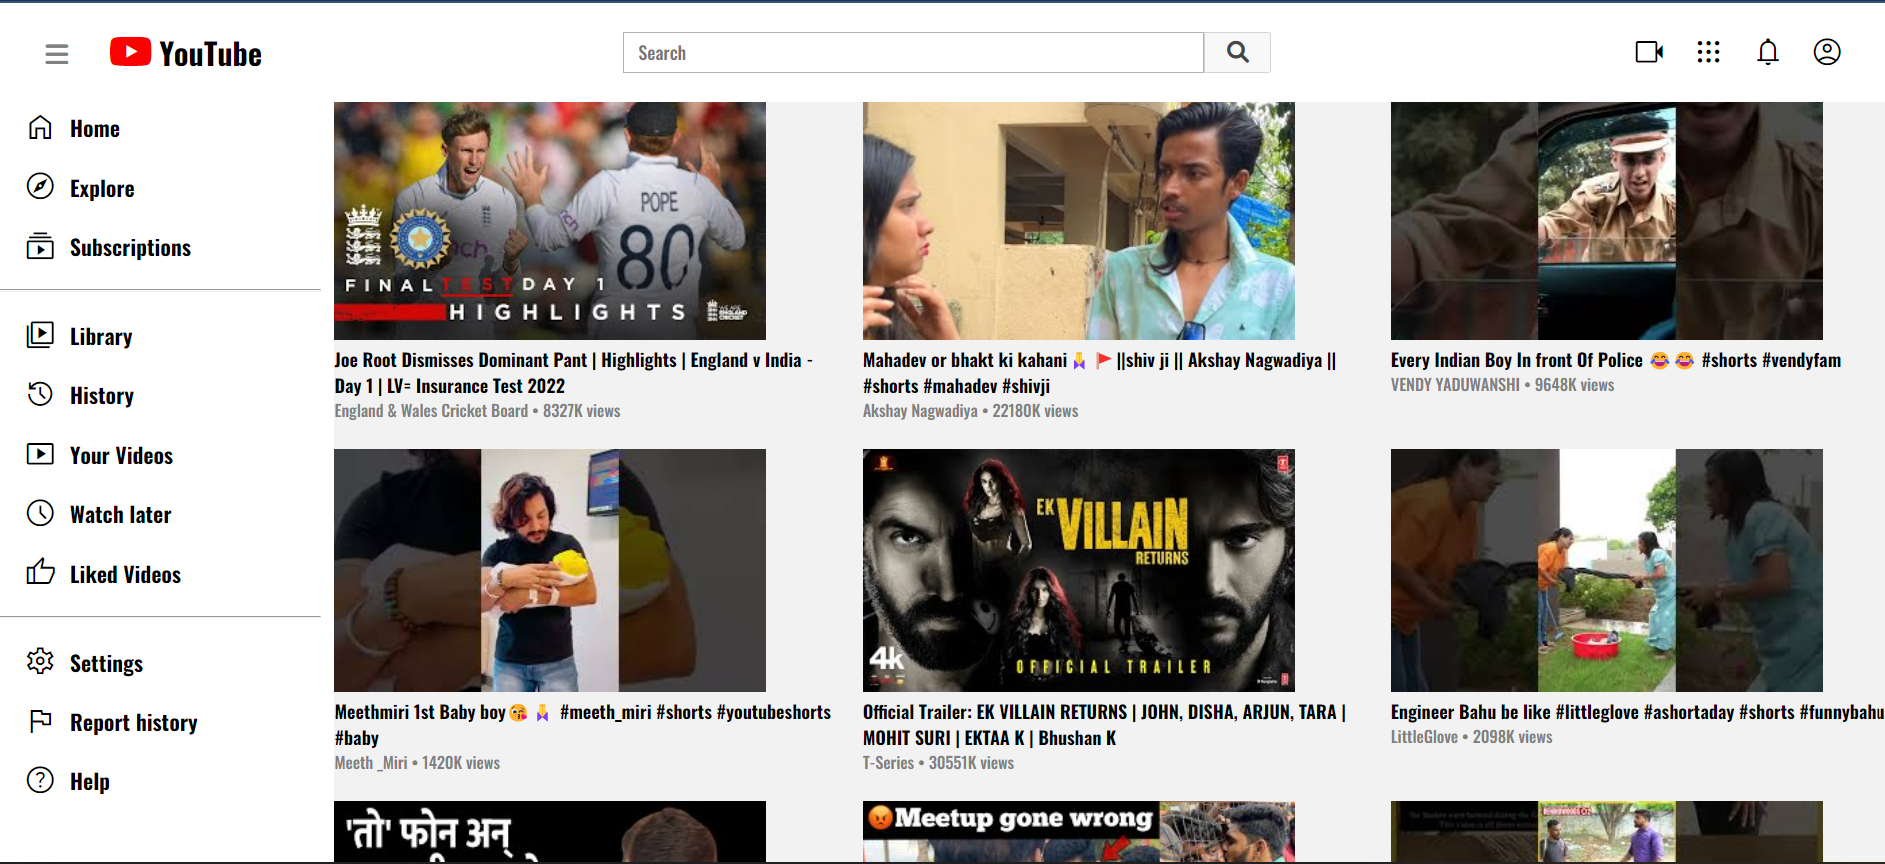 YouTube
Search
Home
Explore
Subscriptions
Library
History
Your Videos
Watch later
Liked Videos
Settings
Report history
Help
POPE
80
FINAL TEST DAY 1
HIGHLIGHTS
WE ARE
ENGLAND
CRICKET
Joe Root Dismisses Dominant Pant | Highlights | England v India -
Day 1 | LV= Insurance Test 2022
England & Wales Cricket Board • 8327K views
Mahadev or bhakt ki kahani🙏🚩||shiv ji || Akshay Nagwadiya ||
#shorts #mahadev #shivji
Akshay Nagwadiya • 22180K views
Every Indian Boy In front Of Police 😂😂 #shorts #vendyfam
VENDY YADUWANSHI • 9648K views
Meethmiri 1st Baby boy😘🙏 #meeth_miri #shorts #youtubeshorts
#baby
Meeth _Miri • 1420K views
EK
VILLAIN
RETURNS
4k
OFFICIAL TRAILER
Official Trailer: EK VILLAIN RETURNS | JOHN, DISHA, ARJUN, TARA |
MOHIT SURI | EKTAA K | Bhushan K
T-Series • 30551K views
Engineer Bahu be like #littleglove #ashortaday #shorts #funnybahu
LittleGlove • 2098K views
'तो' फोन अन्
😡Meetup gone wrong